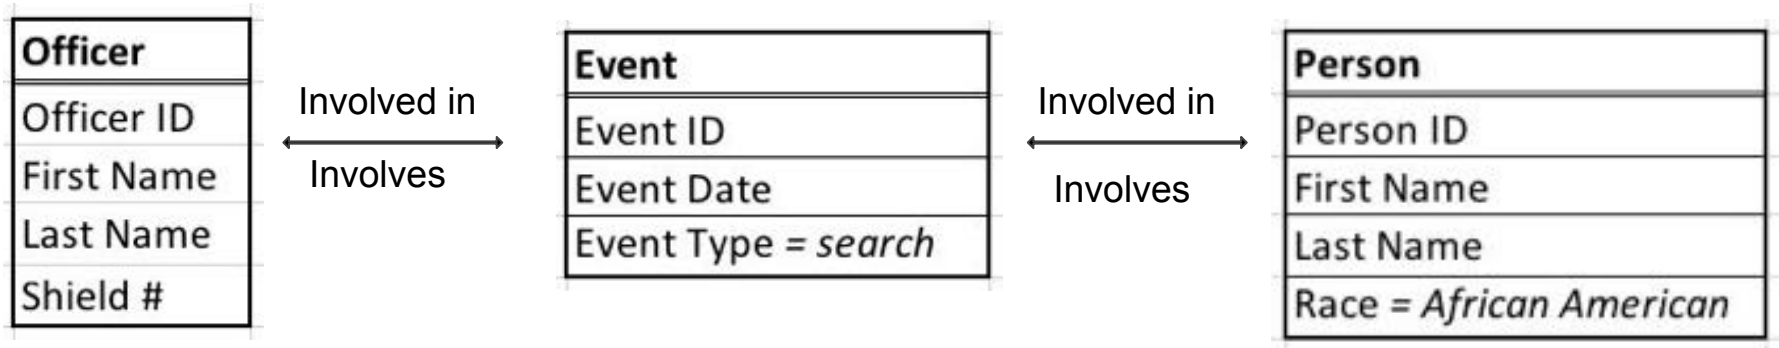 Officer
Officer ID
First Name
Last Name
Shield #
Involved in
Involves
Event
Event ID
Event Date
Event Type = search
Involved in
Involves
Person
Person ID
First Name
Last Name
Race = African American